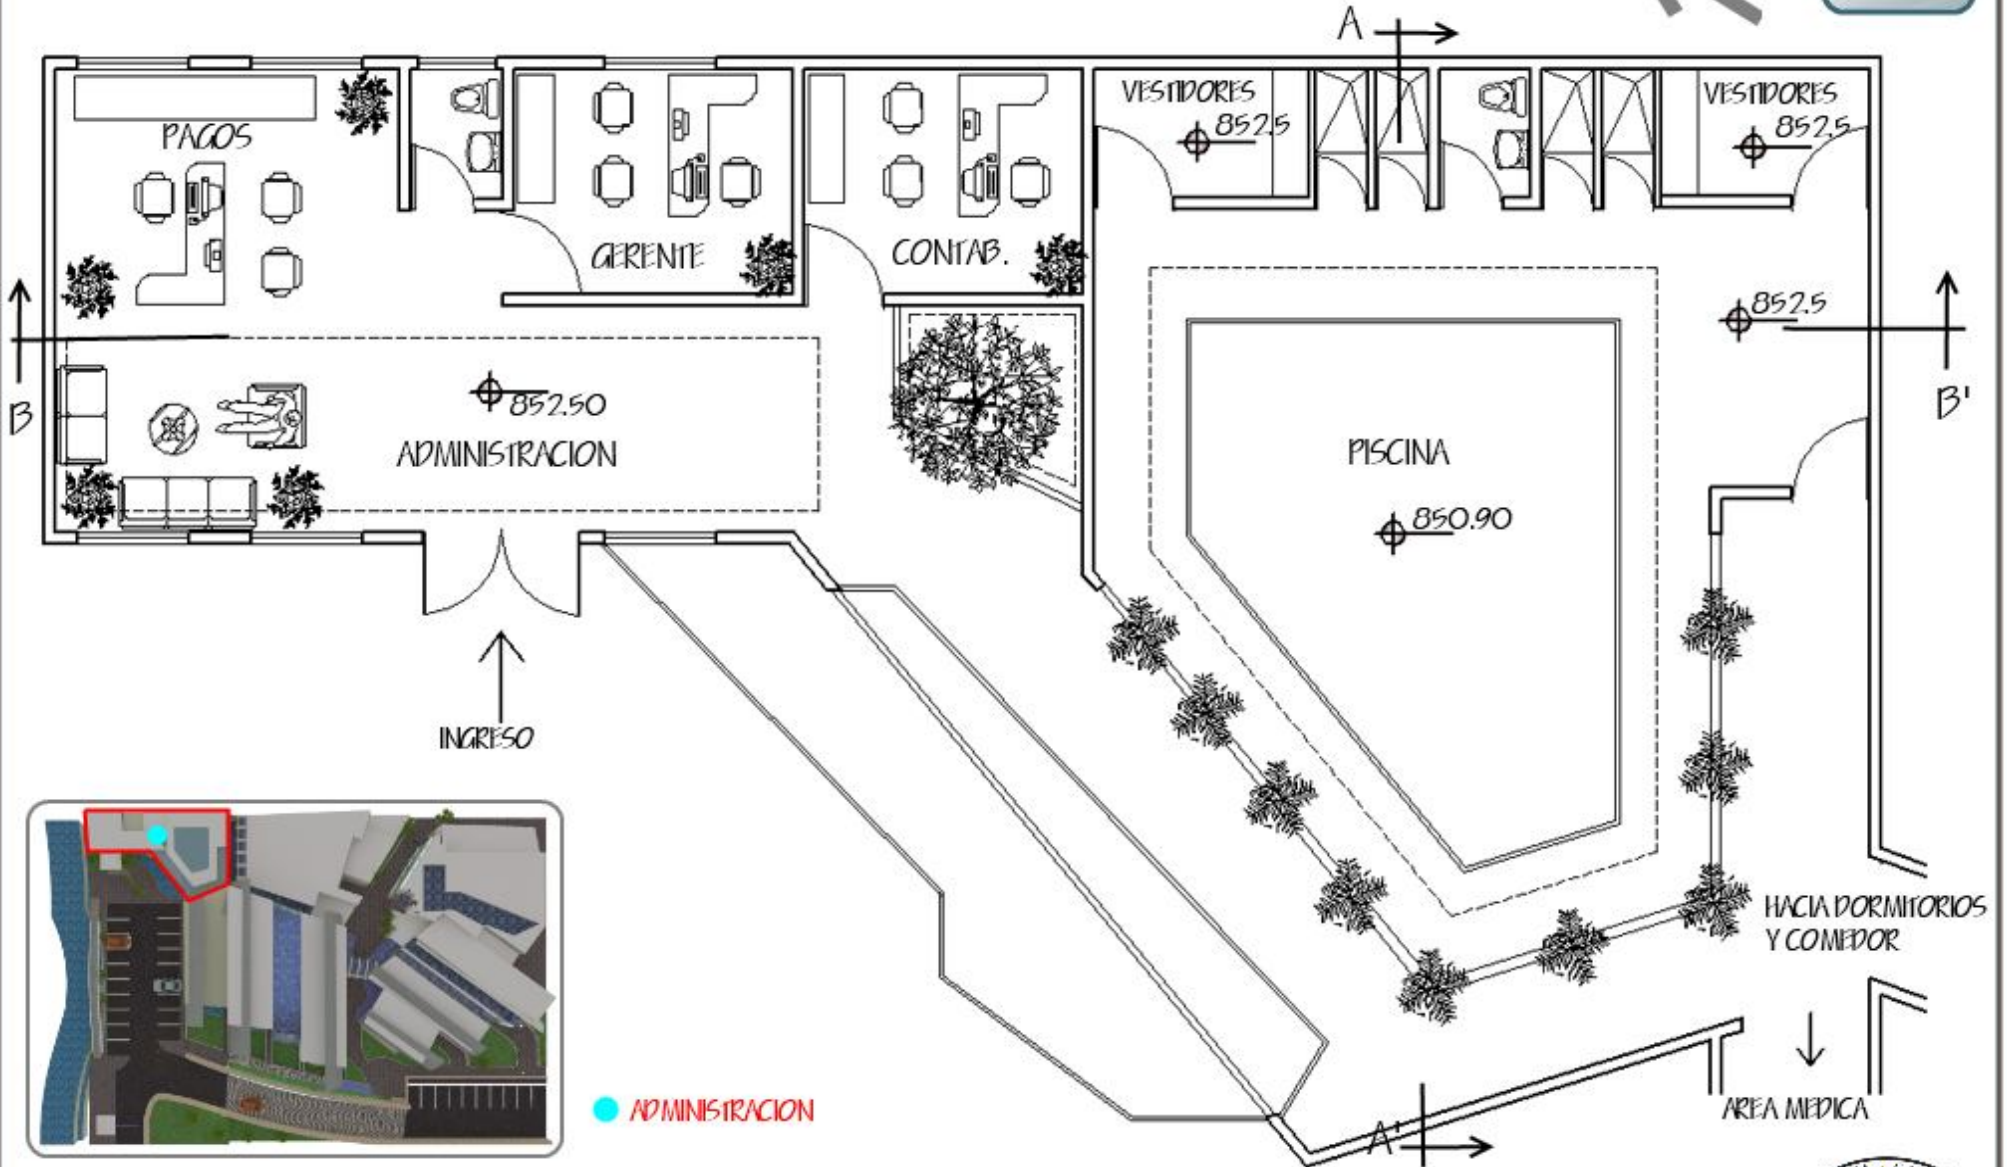 A
VESTIDORES
852.5
VESTIDORES
852.5
PAGOS
GERENTE
CONTAB.
852.5
B
B'
852.50
ADMINISTRACION
PISCINA
850.90
INGRESO
HACIA DORMITORIOS
Y COMEDOR
AREA MEDICA
ADMINISTRACION
A'